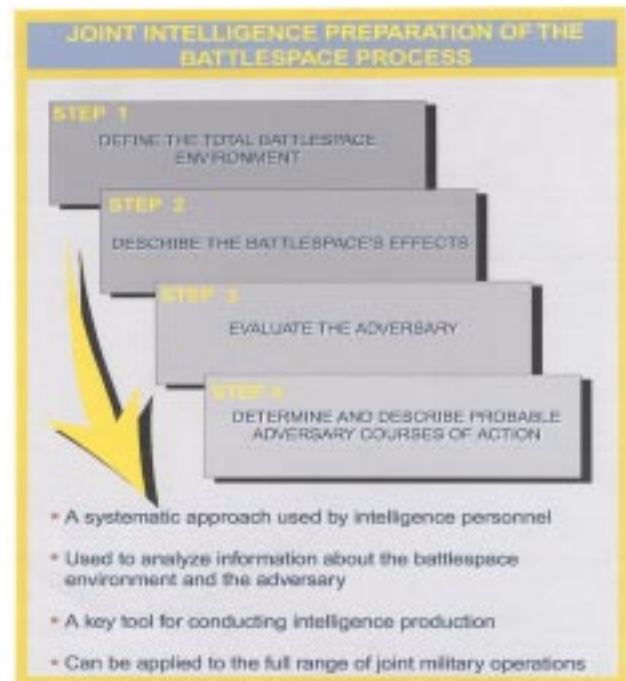 JOINT INTELLIGENCE PREPARATION OF THE
BATTLESPACE PROCESS
STEP 1
DEFINE THE TOTAL BATTLESPACE
ENVIRONMENT
STEP 2
DESCRIBE THE BATTLESPACE'S EFFECTS
STEP 3
EVALUATE THE ADVERSARY
STEP 4
DETERMINE AND DESCRIBE PROBABLE
ADVERSARY COURSES OF ACTION
• A systematic approach used by intelligence personnel
• Used to analyze information about the battlespace
environment and the adversary
• A key tool for conducting intelligence production
• Can be applied to the full range of joint military operations